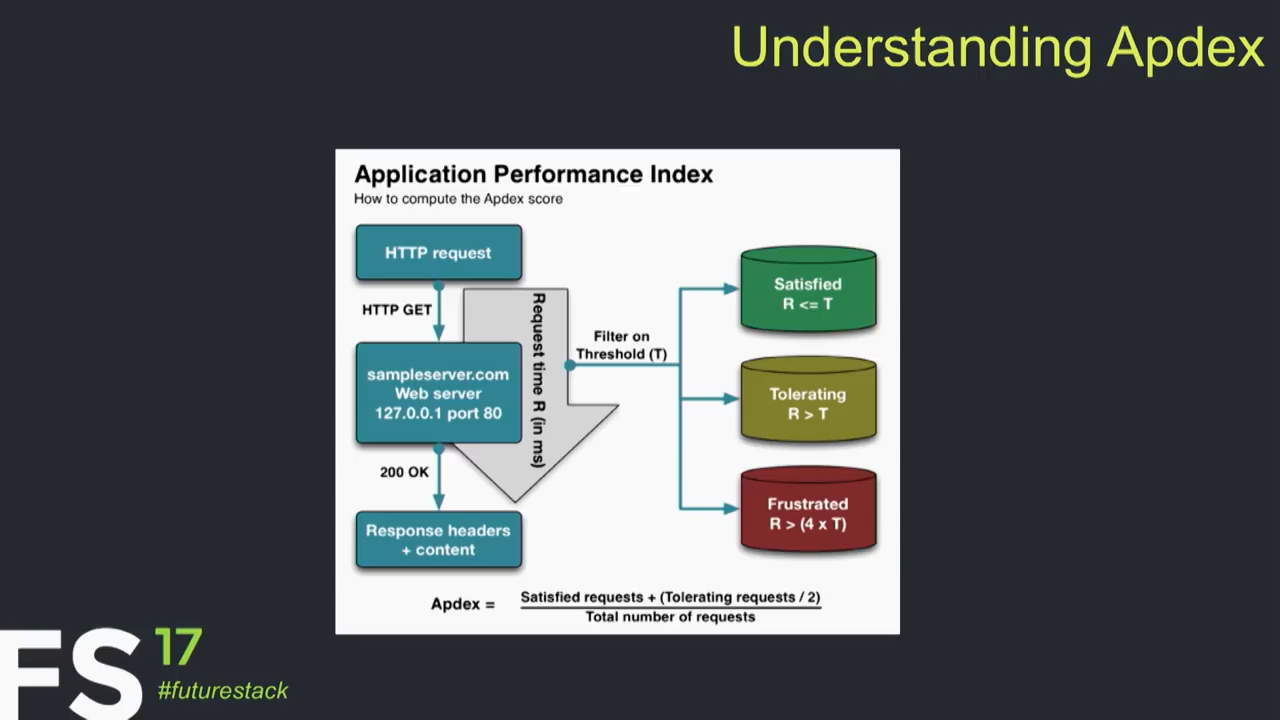 Understanding Apdex
Application Performance Index
How to compute the Apdex score
HTTP request
HTTP GET
sampleserver.com
Web server
127.0.0.1 port 80
200 OK
Response headers
+ content
Request time R (in ms)
Filter on
Threshold (T)
Satisfied
R <= T
Tolerating
R > T
Frustrated
R > (4 x T)
Apdex =
Satisfied requests + (Tolerating requests / 2)
Total number of requests
FS 17
#futurestack